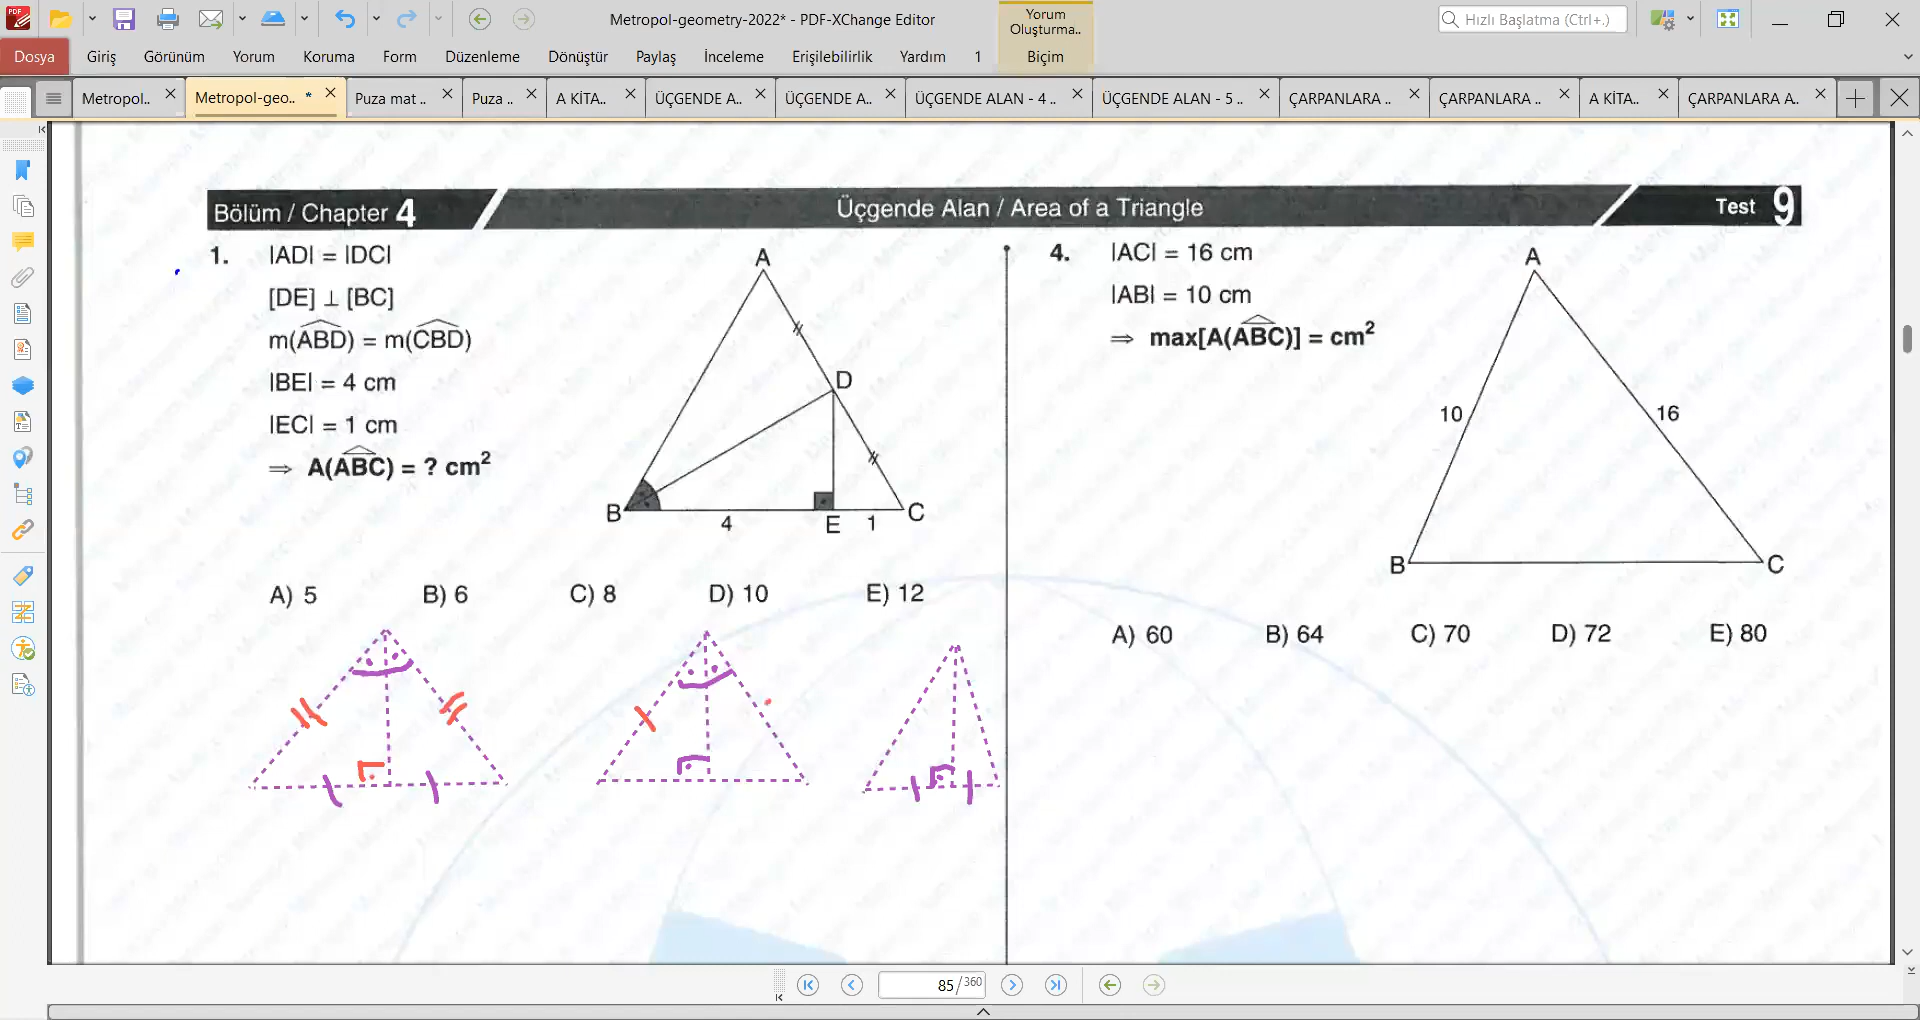 Metropol-geometry-2022* - PDF-XChange Editor
Yorum Oluşturma..
Hızlı Başlatma (Ctrl+.)
Dosya Giriş Görünüm Yorum Koruma Form Düzenleme Dönüştür Paylaş İnceleme Erişilebilirlik Yardım 1 Biçim
Metropol.. Metropol-geo.. * Puza mat .. Puza .. A KİTA.. ÜÇGENDE A.. ÜÇGENDE A.. ÜÇGENDE ALAN - 4 .. ÜÇGENDE ALAN - 5 .. ÇARPANLARA .. ÇARPANLARA .. A KİTA.. ÇARPANLARA A..
Bölüm / Chapter 4 Üçgende Alan / Area of a Triangle Test 9
1. |AD| = |DC|
[DE] ⊥ [BC]
m(ABD) = m(CBD)
|BE| = 4 cm
|EC| = 1 cm
⇒ A(ABC) = ? cm²
A
D
B
4
E
1
C
A) 5 B) 6 C) 8 D) 10 E) 12
4. |AC| = 16 cm
|AB| = 10 cm
⇒ max[A(ABC)] = cm²
A
10
16
B
C
A) 60 B) 64 C) 70 D) 72 E) 80
85 / 360